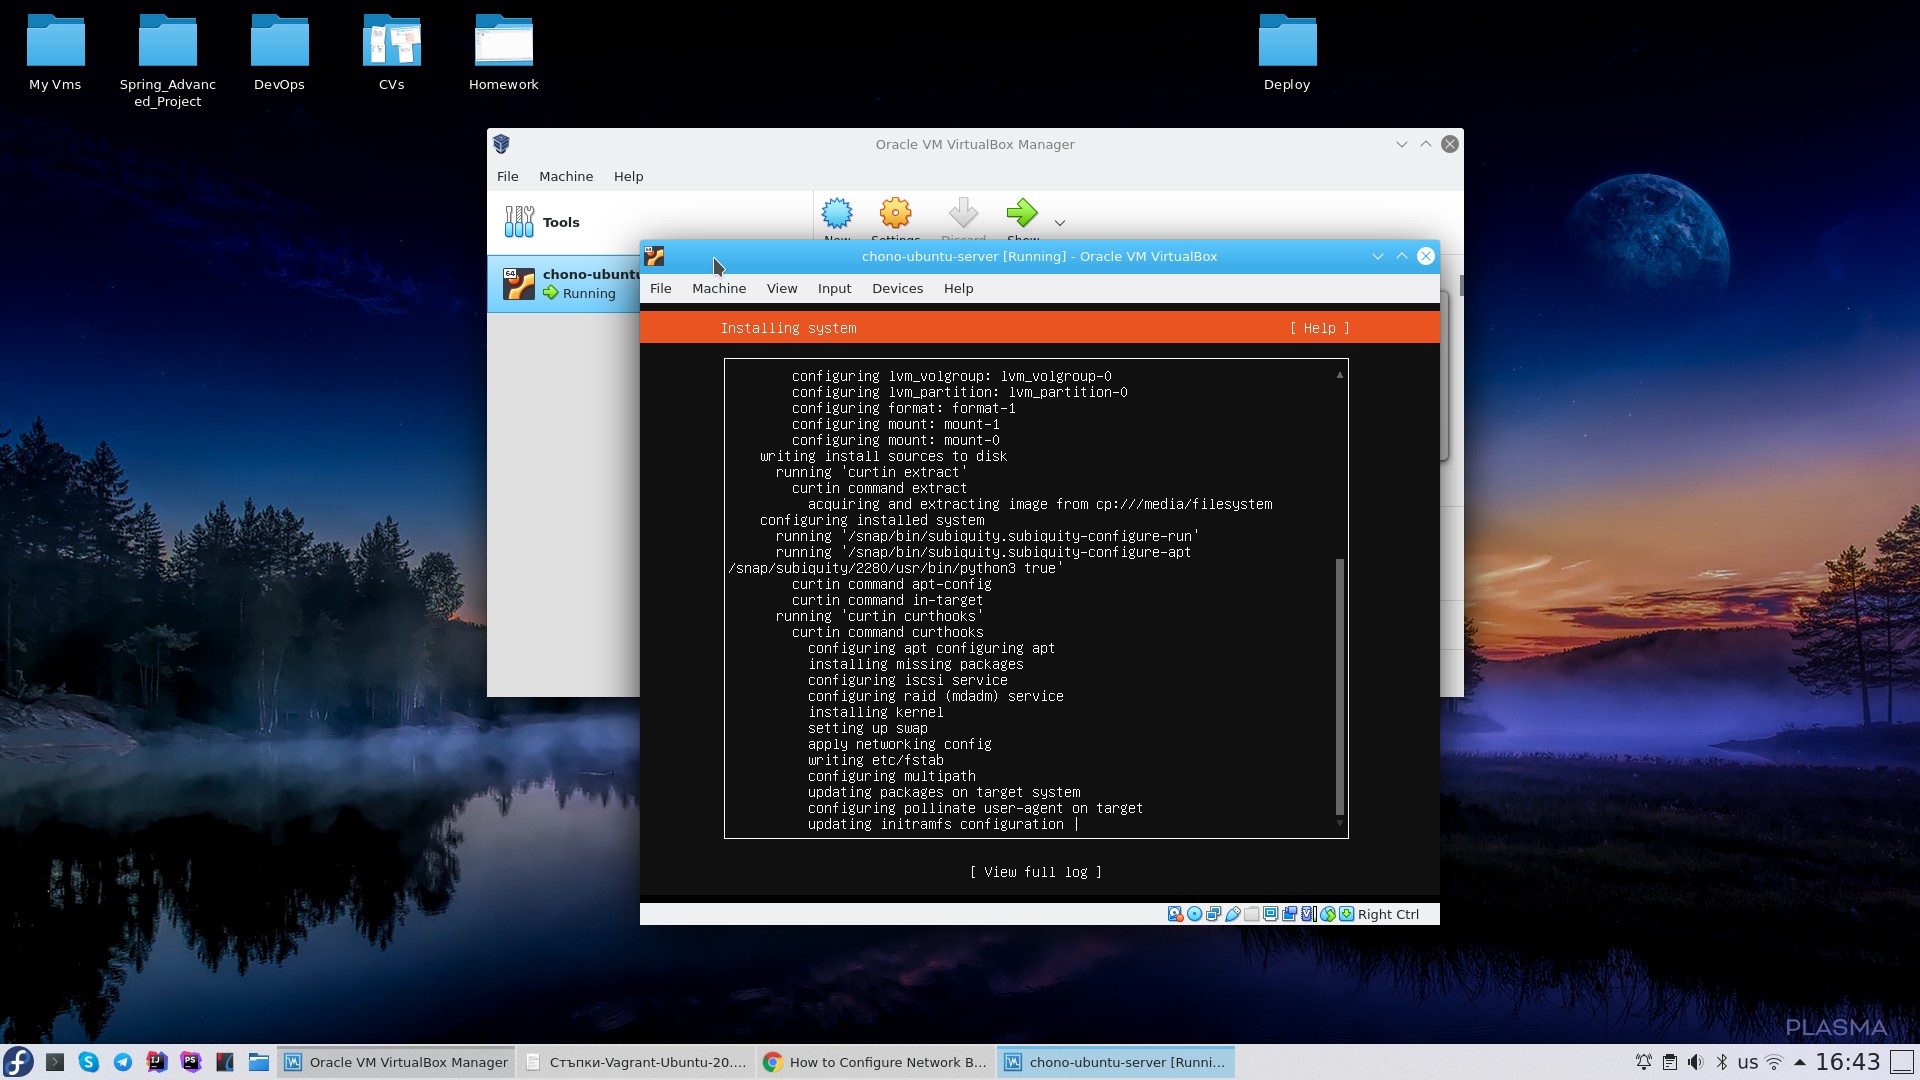 My Vms
Spring_Advanc
ed_Project
DevOps
CVs
Homework
Deploy
Oracle VM VirtualBox Manager
File Machine Help
Tools
New Settings Discard Show
64
chono-ubuntu
Running
chono-ubuntu-server [Running] - Oracle VM VirtualBox
File Machine View Input Devices Help
Installing system [ Help ]
configuring lvm_volgroup: lvm_volgroup-0
configuring lvm_partition: lvm_partition-0
configuring format: format-1
configuring mount: mount-1
configuring mount: mount-0
writing install sources to disk
running 'curtin extract'
curtin command extract
acquiring and extracting image from cp:///media/filesystem
configuring installed system
running '/snap/bin/subiquity.subiquity-configure-run'
running '/snap/bin/subiquity.subiquity-configure-apt
/snap/subiquity/2280/usr/bin/python3 true'
curtin command apt-config
curtin command in-target
running 'curtin curthooks'
curtin command curthooks
configuring apt configuring apt
installing missing packages
configuring iscsi service
configuring raid (mdadm) service
installing kernel
setting up swap
apply networking config
writing etc/fstab
configuring multipath
updating packages on target system
configuring pollinate user-agent on target
updating initramfs configuration |
[ View full log ]
Right Ctrl
PLASMA
Oracle VM VirtualBox Manager
Стъпки-Vagrant-Ubuntu-20....
How to Configure Network B...
chono-ubuntu-server [Runni...
us
16:43